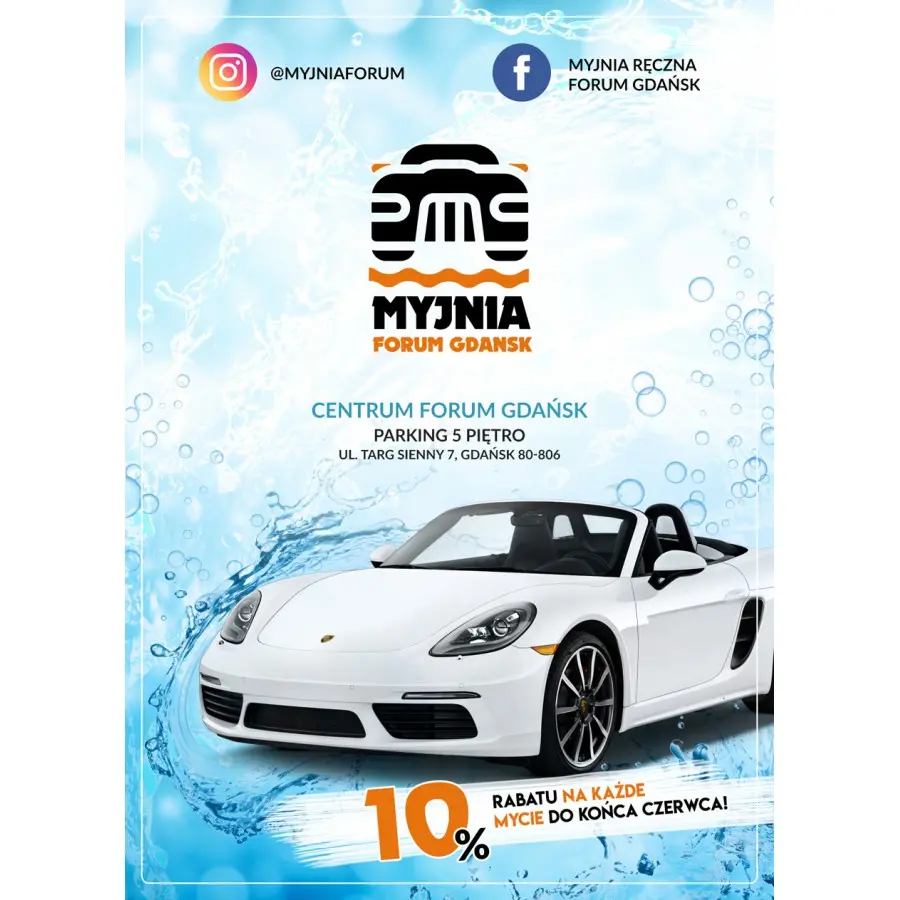 @MYJNIAFORUM
MYJNIA RĘCZNA
FORUM GDAŃSK
MYJNIA
FORUM GDANSK
CENTRUM FORUM GDAŃSK
PARKING 5 PIĘTRO
UL. TARG SIENNY 7, GDAŃSK 80-806
10%
RABATU NA KAŻDE
MYCIE DO KOŃCA CZERWCA!